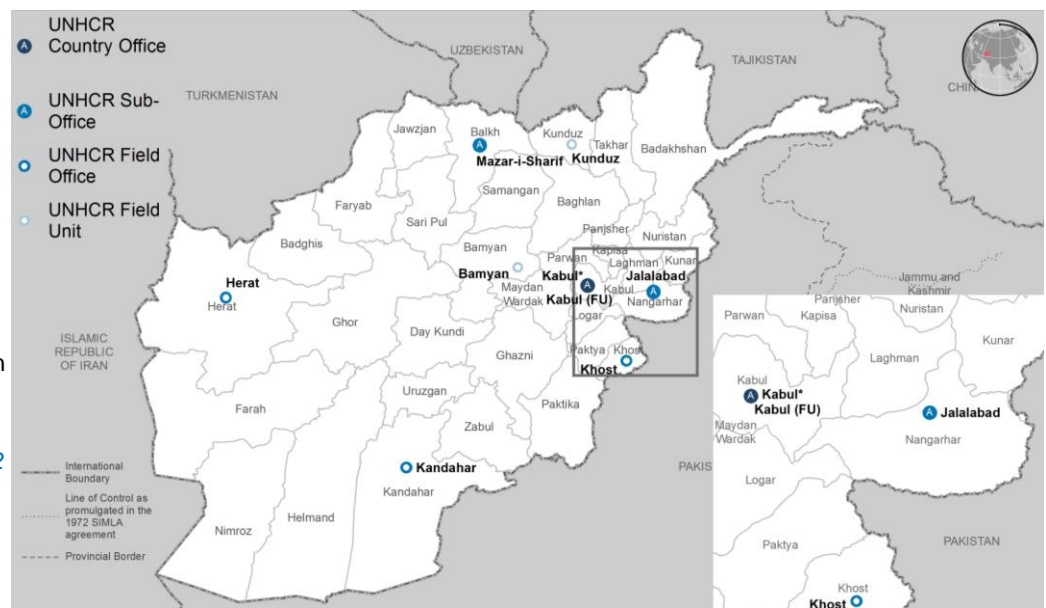 UNHCR
Country Office
UNHCR Sub-
Office
UNHCR Field
Office
UNHCR Field
Unit
UZBEKISTAN
TAJIKISTAN
TURKMENISTAN
CHIN
Jawzjan
Balkh
Mazar-i-Sharif
Kunduz
Kunduz
Takhar
Badakhshan
Samangan
Baghlan
Faryab
Sari Pul
Panjsher
Badghis
Bamyan
Parwan
Kapisa
Nuristan
Laghman
Kunar
Bamyan
Kabul*
Kabul
Jalalabad
Herat
Herat
Maydan
Wardak
Kabul (FU)
Nangarhar
Logar
Jammu and
Kashmir
Ghor
Day Kundi
Ghazni
Paktya
Khost
Khost
ISLAMIC
REPUBLIC
OF IRAN
n
Uruzgan
Paktika
Farah
Zabul
Kandahar
Kandahar
PAKIS
2
Nimroz
Helmand
International
Boundary
Line of Control as
promulgated in the
1972 SIMLA
agreement
Provincial Border
Parwan
Panjsher
Kapisa
Nuristan
Kunar
Laghman
Kabul
Kabul*
Kabul (FU)
Jalalabad
Maydan
Wardak
Nangarhar
Logar
Paktya
PAKISTAN
Khost
Khost
A
A
A
A
A
A